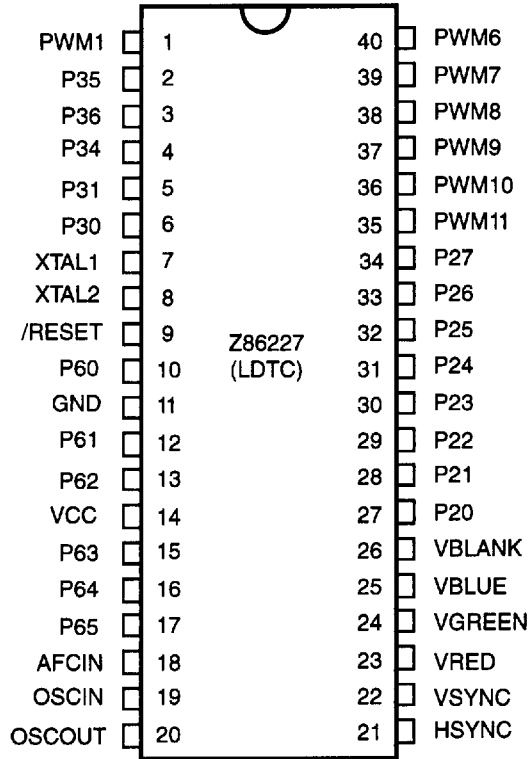 PWM1 1 40 PWM6
P35 2 39 PWM7
P36 3 38 PWM8
P34 4 37 PWM9
P31 5 36 PWM10
P30 6 35 PWM11
XTAL1 7 34 P27
XTAL2 8 33 P26
/RESET 9 32 P25
Z86227
P60 10 31 P24
(LDTC)
GND 11 30 P23
P61 12 29 P22
P62 13 28 P21
VCC 14 27 P20
P63 15 26 VBLANK
P64 16 25 VBLUE
P65 17 24 VGREEN
AFCIN 18 23 VRED
OSCIN 19 22 VSYNC
OSCOUT 20 21 HSYNC